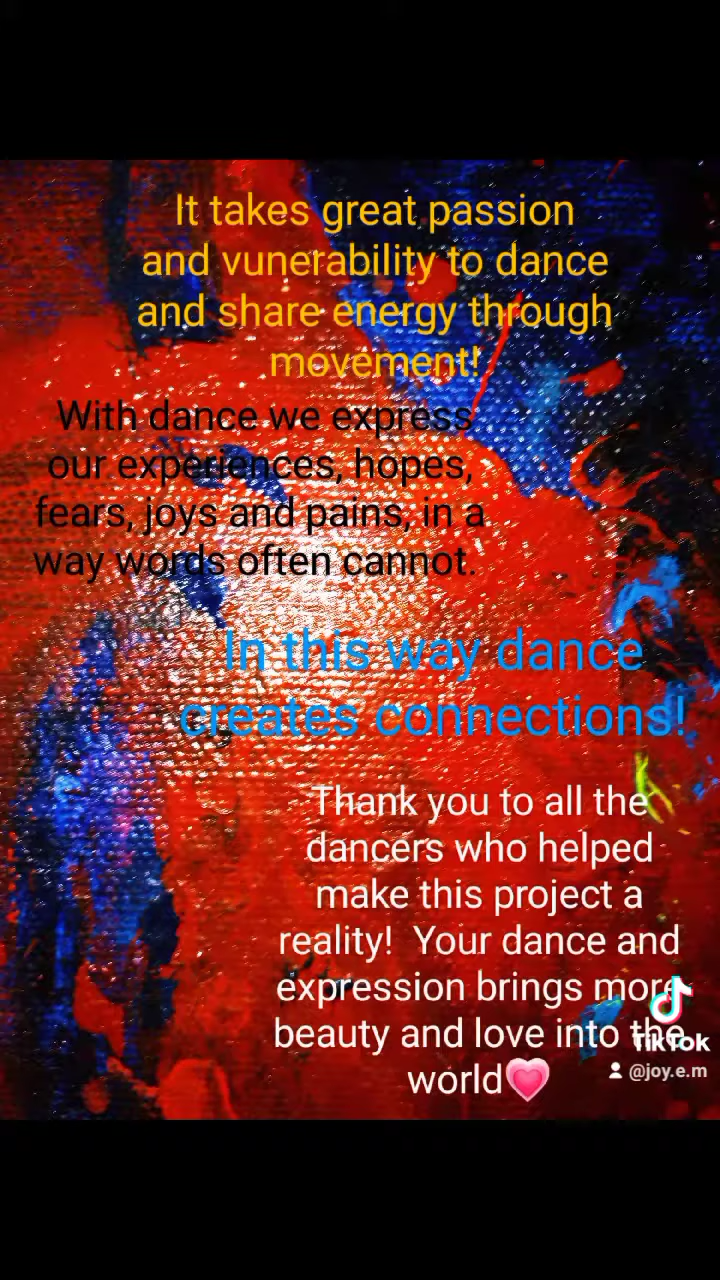 It takes great passion
and vunerability to dance
and share energy through
movement!
With dance we express
our experiences, hopes,
fears, joys and pains, in a
way words often cannot.
In this way dance
creates connections!
Thank you to all the
dancers who helped
make this project a
reality!  Your dance and
expression brings more
beauty and love into the
world💗
TikTok
@joy.e.m